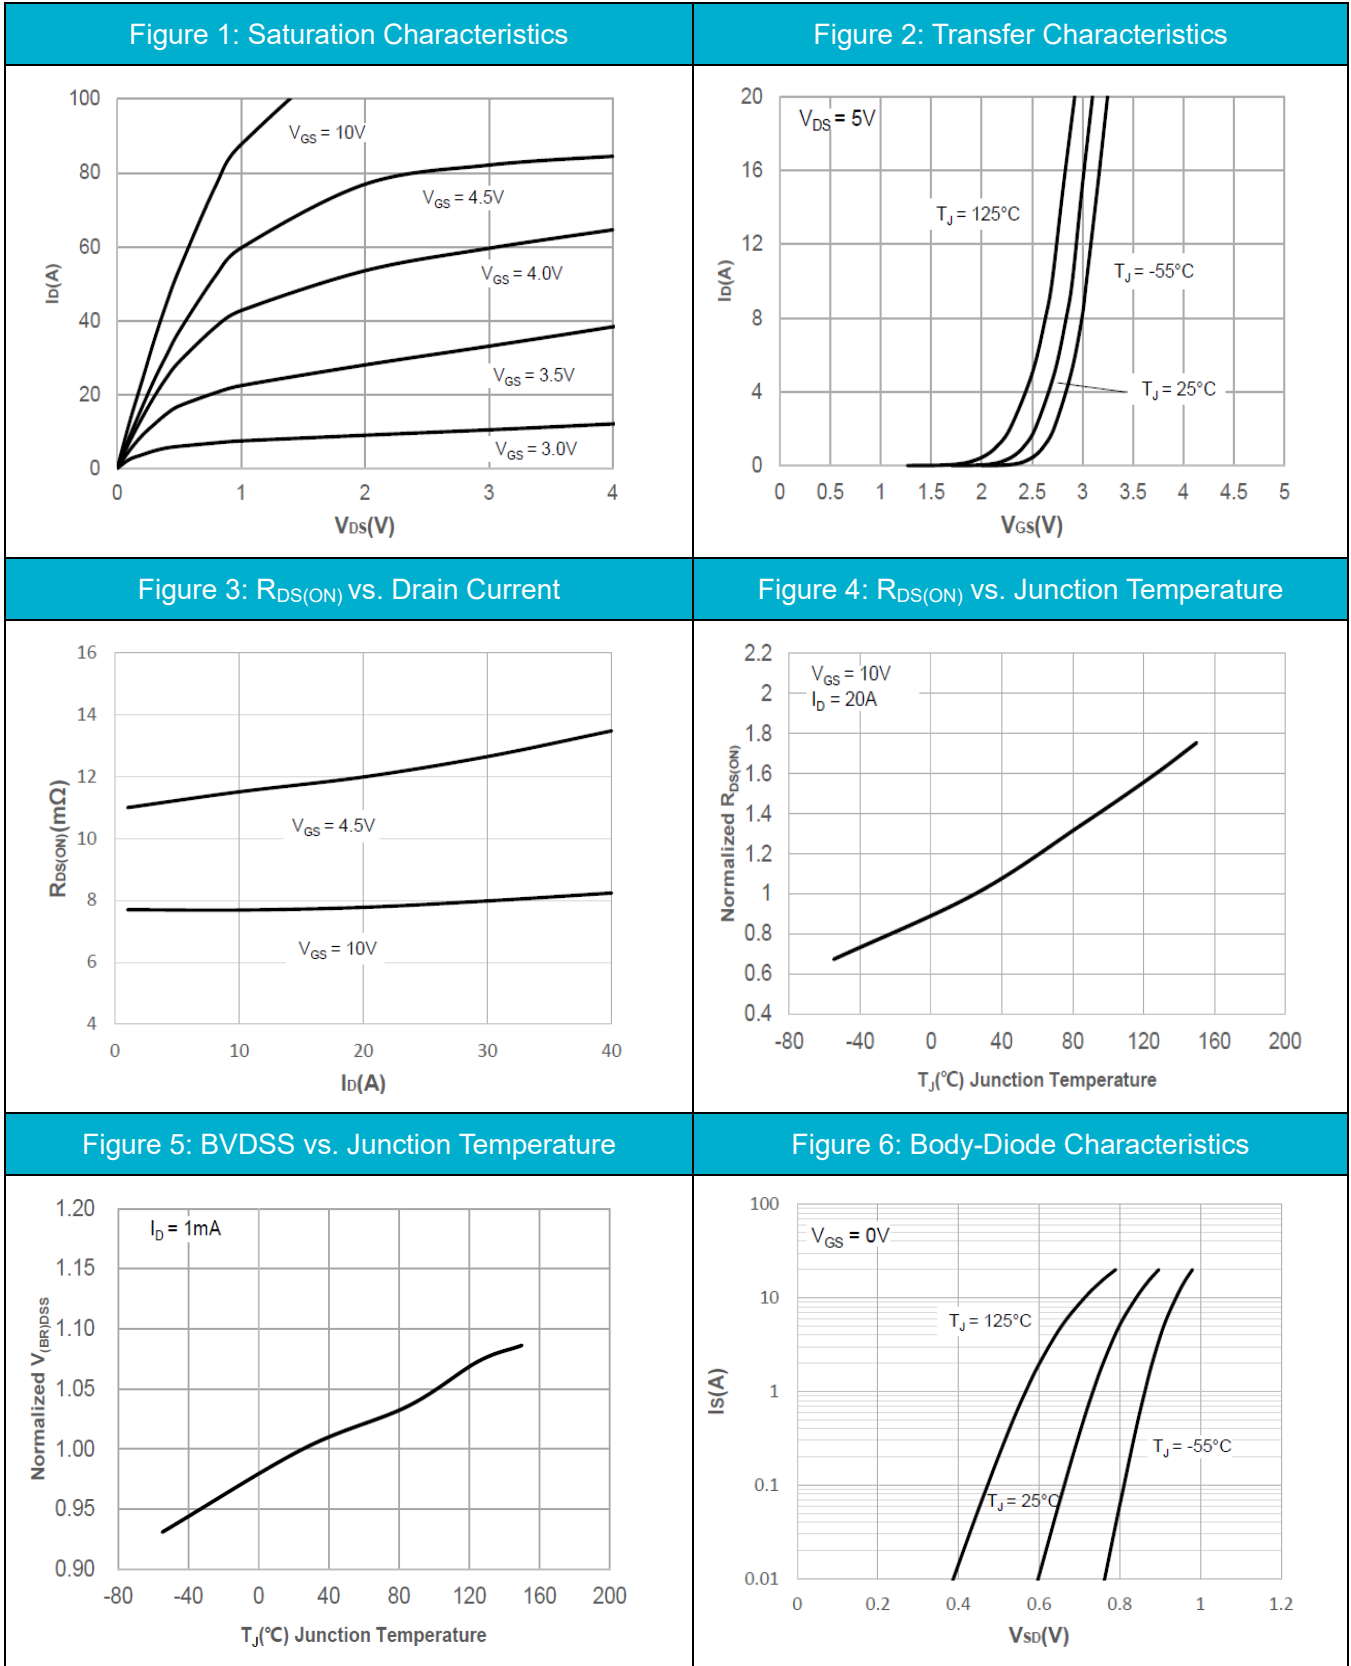 Figure 1: Saturation Characteristics
Figure 2: Transfer Characteristics
100
80
60
40
20
0
ID(A)
VGS = 10V
VGS = 4.5V
VGS = 4.0V
VGS = 3.5V
VGS = 3.0V
0 1 2 3 4
VDS(V)
20
16
12
8
4
0
ID(A)
VDS = 5V
TJ = 125°C
TJ = -55°C
TJ = 25°C
0 0.5 1 1.5 2 2.5 3 3.5 4 4.5 5
VGS(V)
Figure 3: RDS(ON) vs. Drain Current
Figure 4: RDS(ON) vs. Junction Temperature
16
14
12
10
8
6
4
RDS(ON)(mΩ)
VGS = 4.5V
VGS = 10V
0 10 20 30 40
ID(A)
2.2
2
1.8
1.6
1.4
1.2
1
0.8
0.6
0.4
Normalized RDS(ON)
VGS = 10V
ID = 20A
-80 -40 0 40 80 120 160 200
TJ(℃) Junction Temperature
Figure 5: BVDSS vs. Junction Temperature
Figure 6: Body-Diode Characteristics
1.20
1.15
1.10
1.05
1.00
0.95
0.90
Normalized V(BR)DSS
ID = 1mA
-80 -40 0 40 80 120 160 200
TJ(℃) Junction Temperature
100
10
1
0.1
0.01
IS(A)
VGS = 0V
TJ = 125°C
TJ = -55°C
TJ = 25°C
0 0.2 0.4 0.6 0.8 1 1.2
VSD(V)